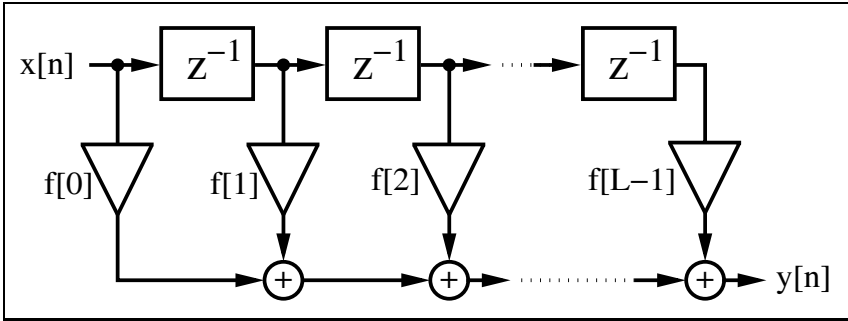 x[n] z⁻¹ z⁻¹ z⁻¹
f[0] f[1] f[2] f[L−1]
+ + + y[n]